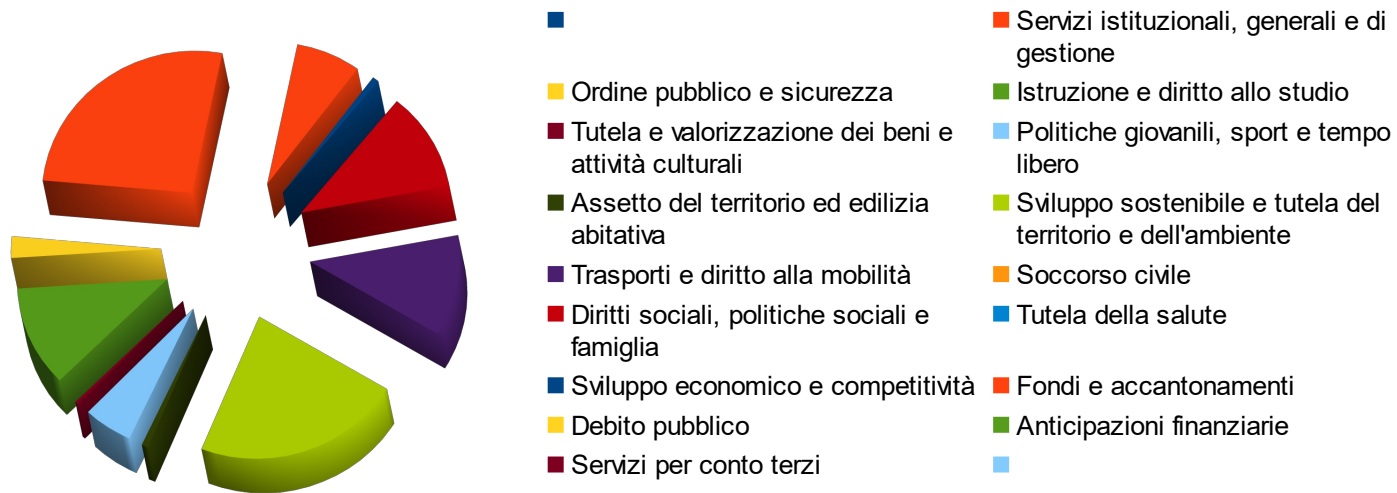 Servizi istituzionali, generali e di
gestione
Ordine pubblico e sicurezza
Istruzione e diritto allo studio
Tutela e valorizzazione dei beni e
attività culturali
Politiche giovanili, sport e tempo
libero
Assetto del territorio ed edilizia
abitativa
Sviluppo sostenibile e tutela del
territorio e dell'ambiente
Trasporti e diritto alla mobilità
Soccorso civile
Diritti sociali, politiche sociali e
famiglia
Tutela della salute
Sviluppo economico e competitività
Fondi e accantonamenti
Debito pubblico
Anticipazioni finanziarie
Servizi per conto terzi